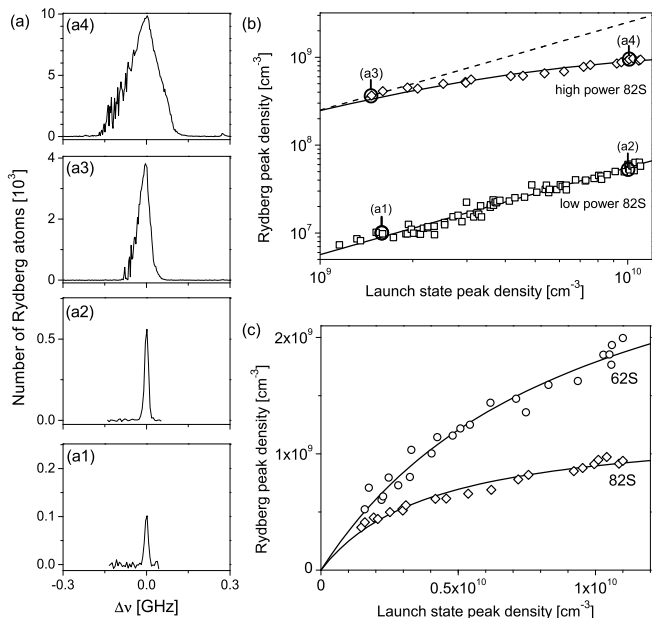 (a)
Number of Rydberg atoms [10³]
(a4)
10
5
0
(a3)
4
2
0
(a2)
0.5
0.0
(a1)
0.2
0.1
0.0
-0.3
0.0
0.3
Δν [GHz]
(b)
Rydberg peak density [cm⁻³]
10⁹
10⁸
10⁷
(a3)
(a4)
high power 82S
(a2)
(a1)
low power 82S
10⁹
10¹⁰
Launch state peak density [cm⁻³]
(c)
Rydberg peak density [cm⁻³]
2x10⁹
1x10⁹
0
62S
82S
0
0.5x10¹⁰
1x10¹⁰
Launch state peak density [cm⁻³]